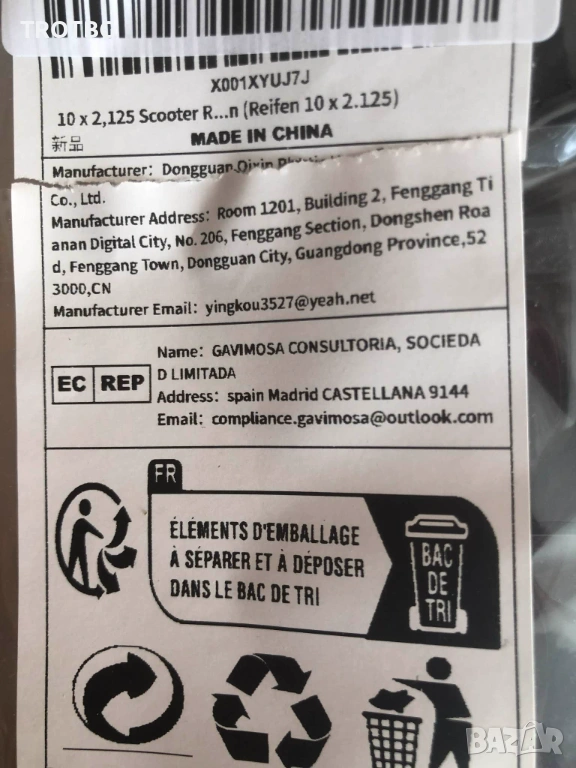 TROTBG
X001XYUJ7J
10 x 2,125 Scooter R...n (Reifen 10 x 2.125)
新品
MADE IN CHINA
Manufacturer: Dongguan Qixin
Co., Ltd.
Manufacturer Address: Room 1201, Building 2, Fenggang Ti
anan Digital City, No. 206, Fenggang Section, Dongshen Roa
d, Fenggang Town, Dongguan City, Guangdong Province,52
3000,CN
Manufacturer Email: yingkou3527@yeah.net
EC REP
Name: GAVIMOSA CONSULTORIA, SOCIEDA
D LIMITADA
Address: spain Madrid CASTELLANA 9144
Email: compliance.gavimosa@outlook.com
FR
ÉLÉMENTS D'EMBALLAGE
À SÉPARER ET À DÉPOSER
DANS LE BAC DE TRI
BAC
DE
TRI
BAZAR